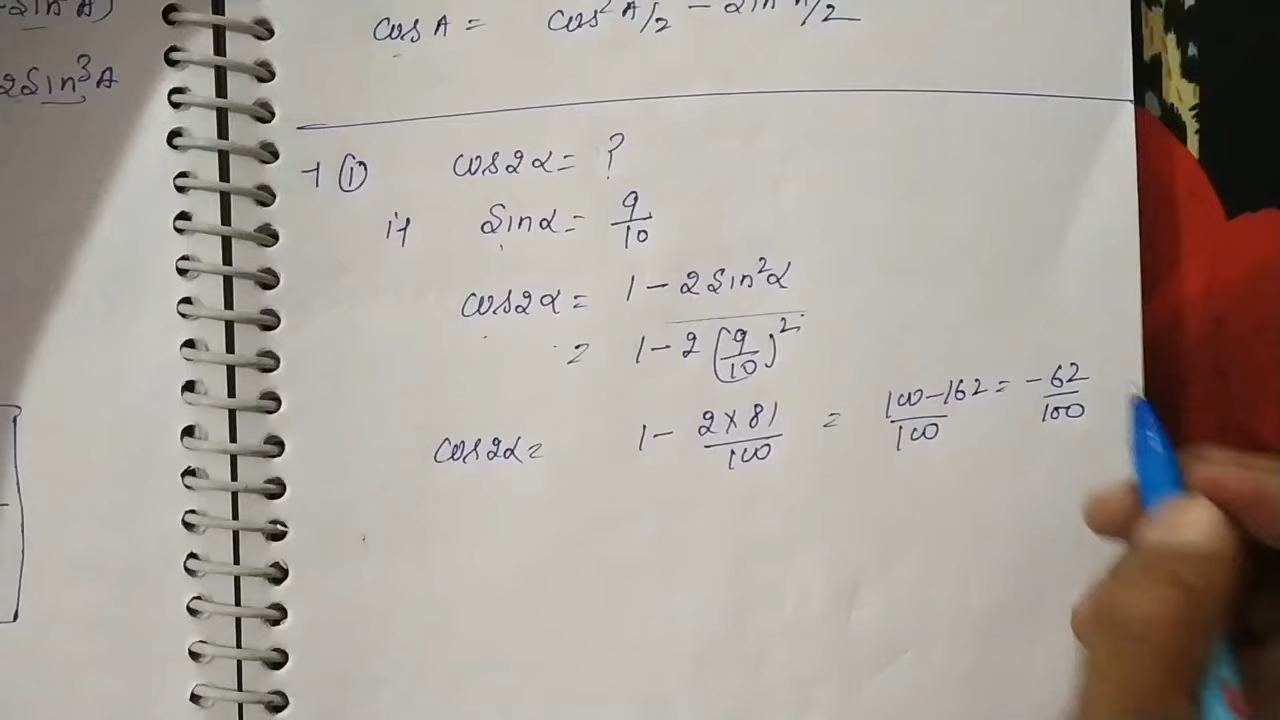 2Sin³A
cos A = cos² A/2 - Sin² A/2
1 ① cos2α = ?
if Sinα = 9/10
cos2α = 1 - 2Sin²α
= 1 - 2(9/10)²
cos2α = 1 - 2×81/100 = 100-162/100 = -62/100